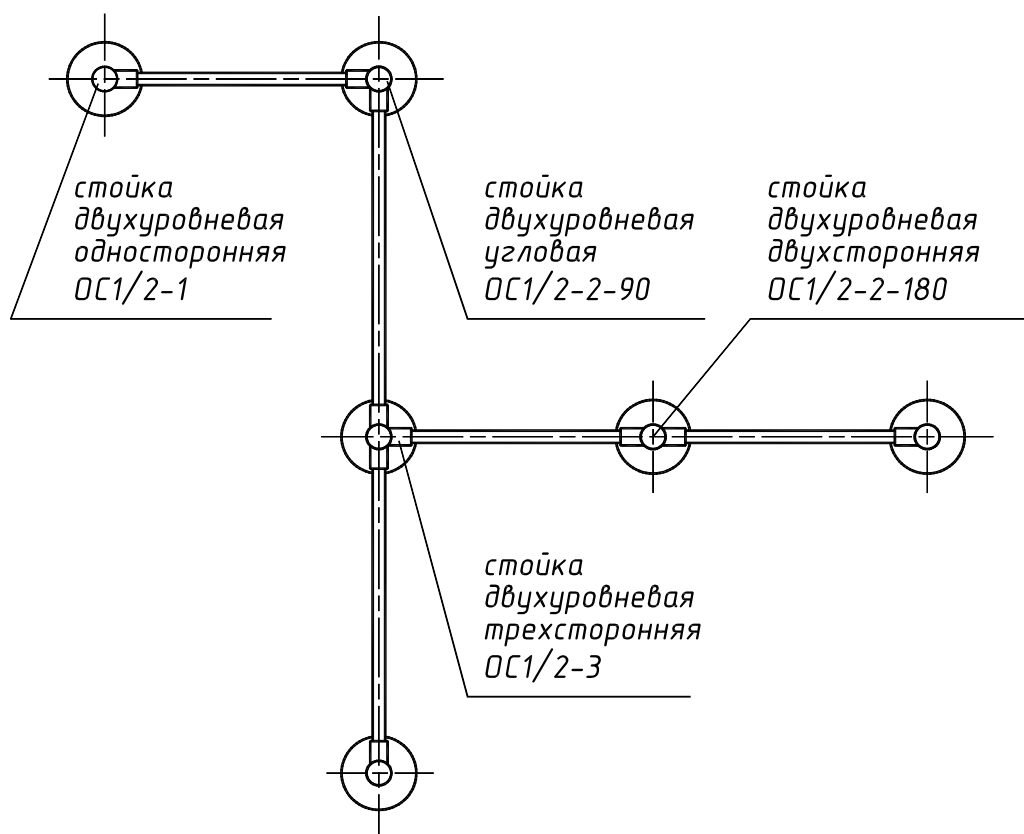 стойка
двухуровневая
односторонняя
ОС1/2-1
стойка
двухуровневая
угловая
ОС1/2-2-90
стойка
двухуровневая
двухсторонняя
ОС1/2-2-180
стойка
двухуровневая
трехсторонняя
ОС1/2-3